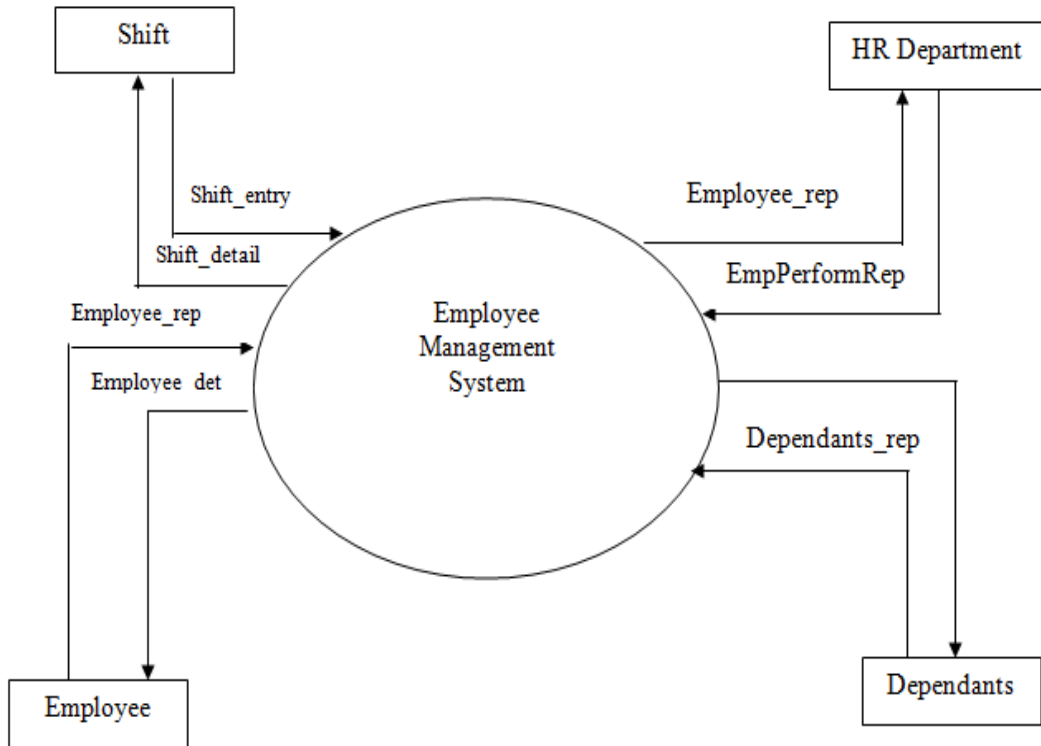 Shift
HR Department
Shift_entry
Employee_rep
Shift_detail
EmpPerformRep
Employee_rep
Employee
Management
System
Employee det
Dependants_rep
Dependants
Employee